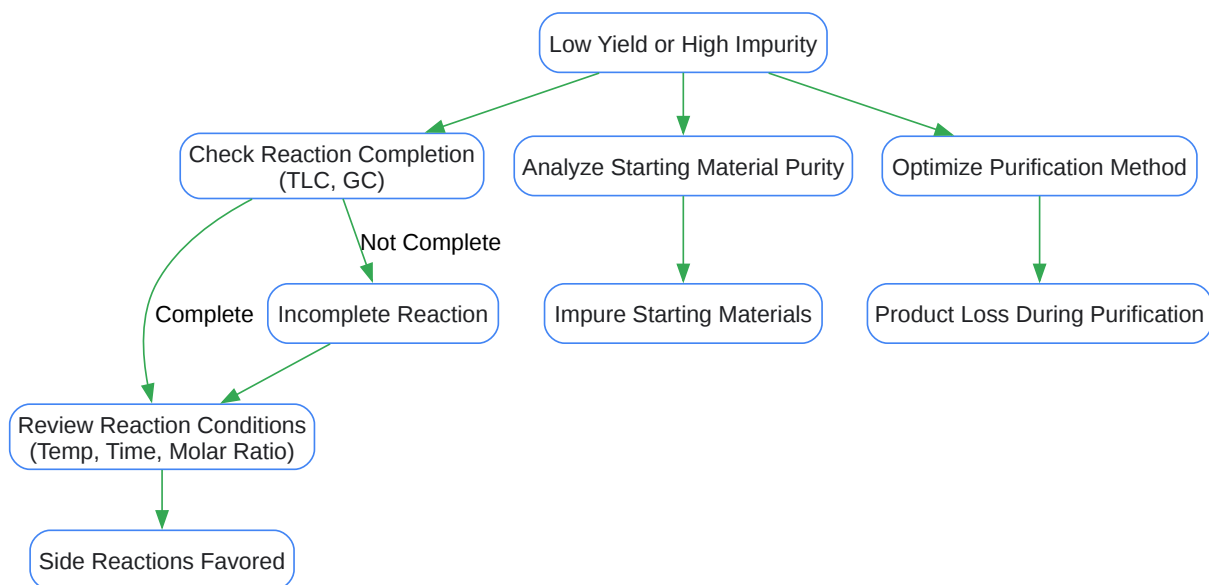 Low Yield or High Impurity
Check Reaction Completion
(TLC, GC)
Analyze Starting Material Purity
Optimize Purification Method
Not Complete
Complete
Incomplete Reaction
Impure Starting Materials
Product Loss During Purification
Review Reaction Conditions
(Temp, Time, Molar Ratio)
Side Reactions Favored